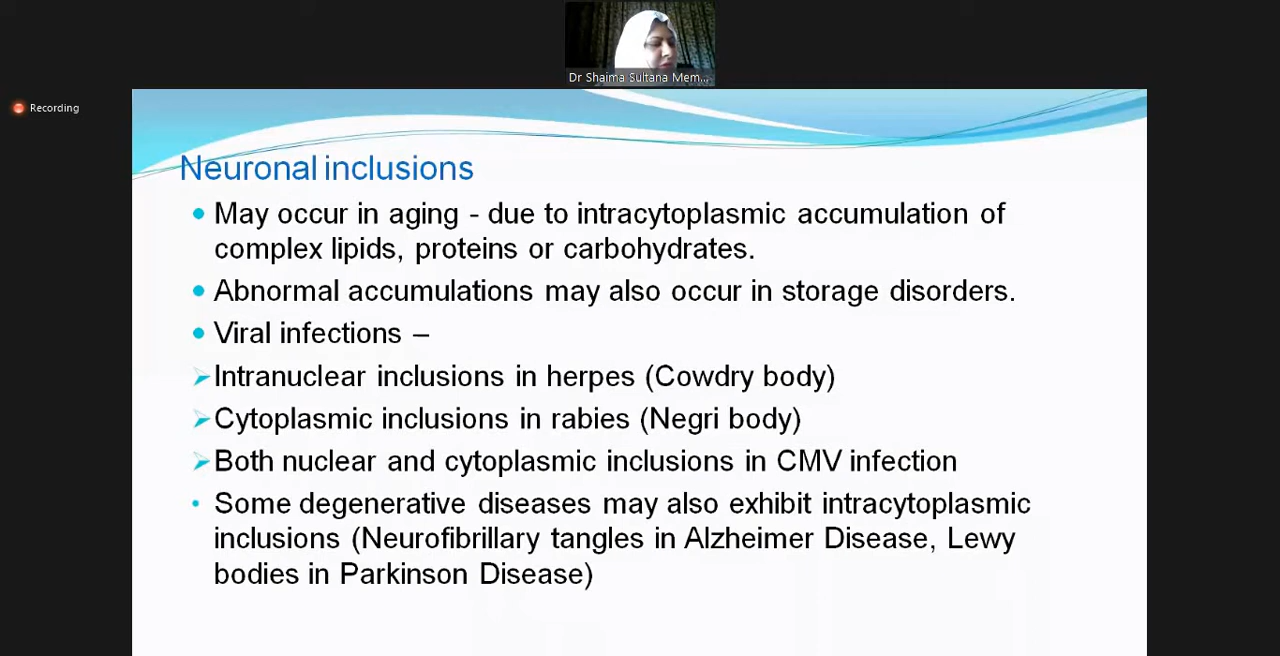 Dr Shaima Sultana Mem...
Recording
Neuronal inclusions
May occur in aging - due to intracytoplasmic accumulation of
complex lipids, proteins or carbohydrates.
Abnormal accumulations may also occur in storage disorders.
Viral infections –
Intranuclear inclusions in herpes (Cowdry body)
Cytoplasmic inclusions in rabies (Negri body)
Both nuclear and cytoplasmic inclusions in CMV infection
Some degenerative diseases may also exhibit intracytoplasmic
inclusions (Neurofibrillary tangles in Alzheimer Disease, Lewy
bodies in Parkinson Disease)